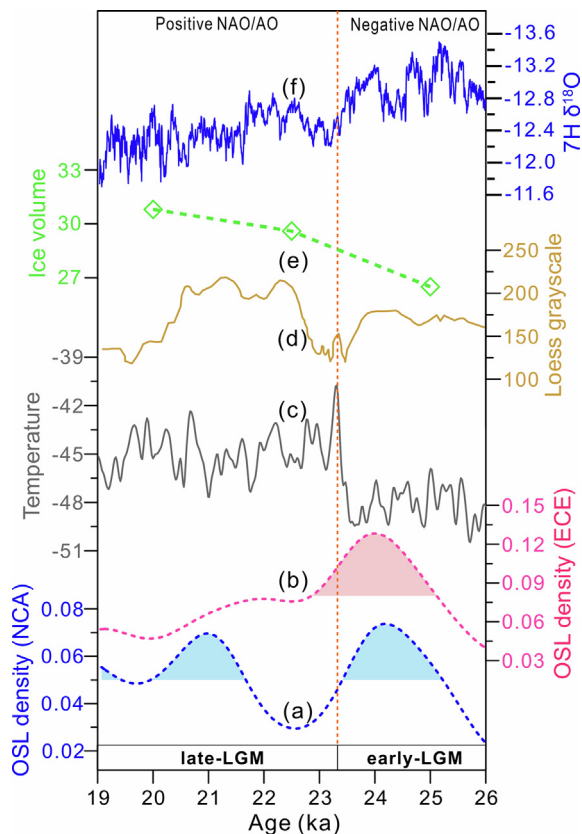 Positive NAO/AO
Negative NAO/AO
-13.6
-13.2
-12.8
-12.4
-12.0
-11.6
7H δ¹⁸O
(f)
33
30
27
Ice volume
(e)
250
200
150
100
Loess grayscale
(d)
-39
-42
-45
-48
-51
Temperature
(c)
0.15
0.12
0.09
0.06
0.03
OSL density (ECE)
(b)
0.08
0.06
0.04
0.02
OSL density (NCA)
(a)
late-LGM
early-LGM
19 20 21 22 23 24 25 26
Age (ka)